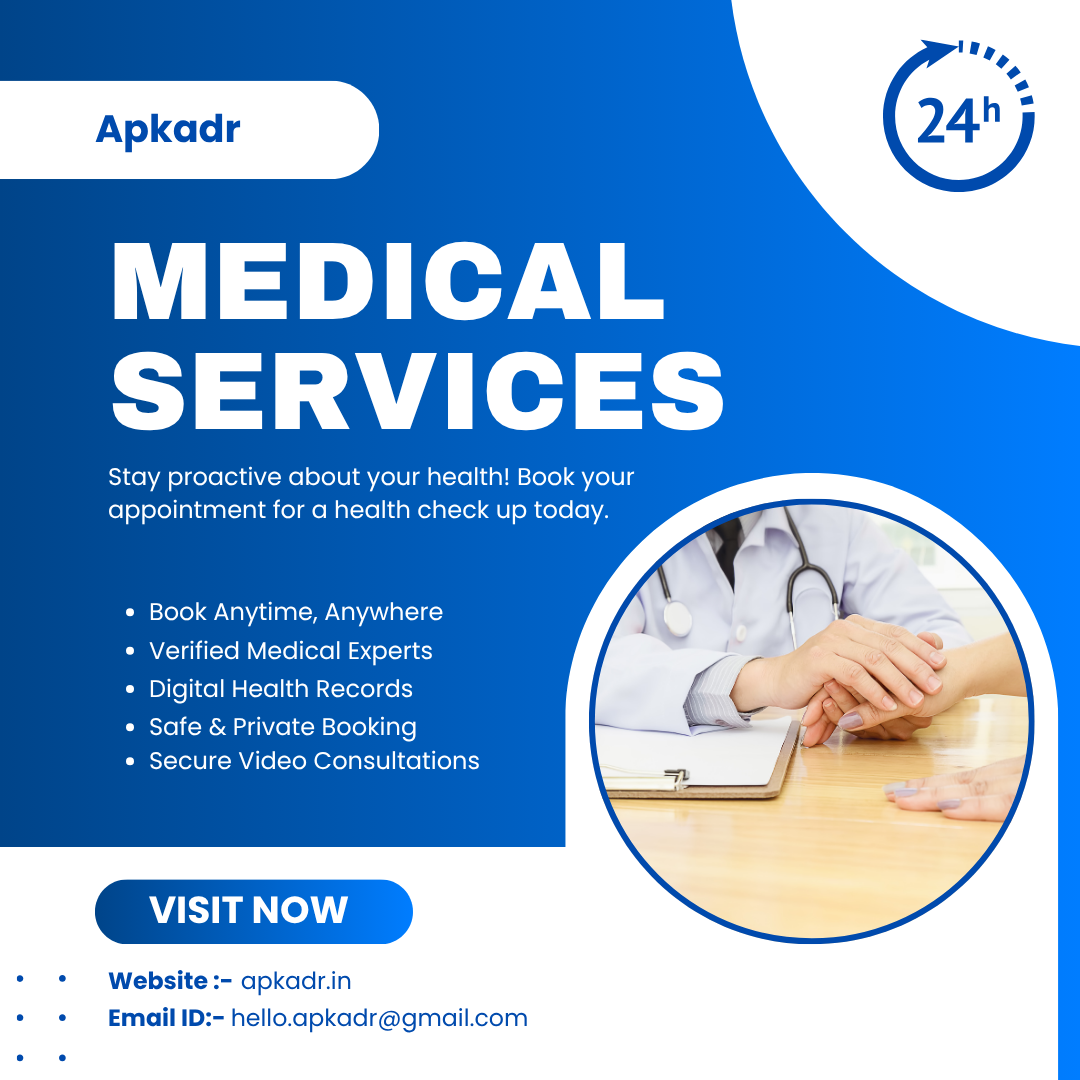 Apkadr
24h
MEDICAL
SERVICES
Stay proactive about your health! Book your
appointment for a health check up today.
• Book Anytime, Anywhere
• Verified Medical Experts
• Digital Health Records
• Safe & Private Booking
• Secure Video Consultations
VISIT NOW
Website :- apkadr.in
Email ID:- hello.apkadr@gmail.com